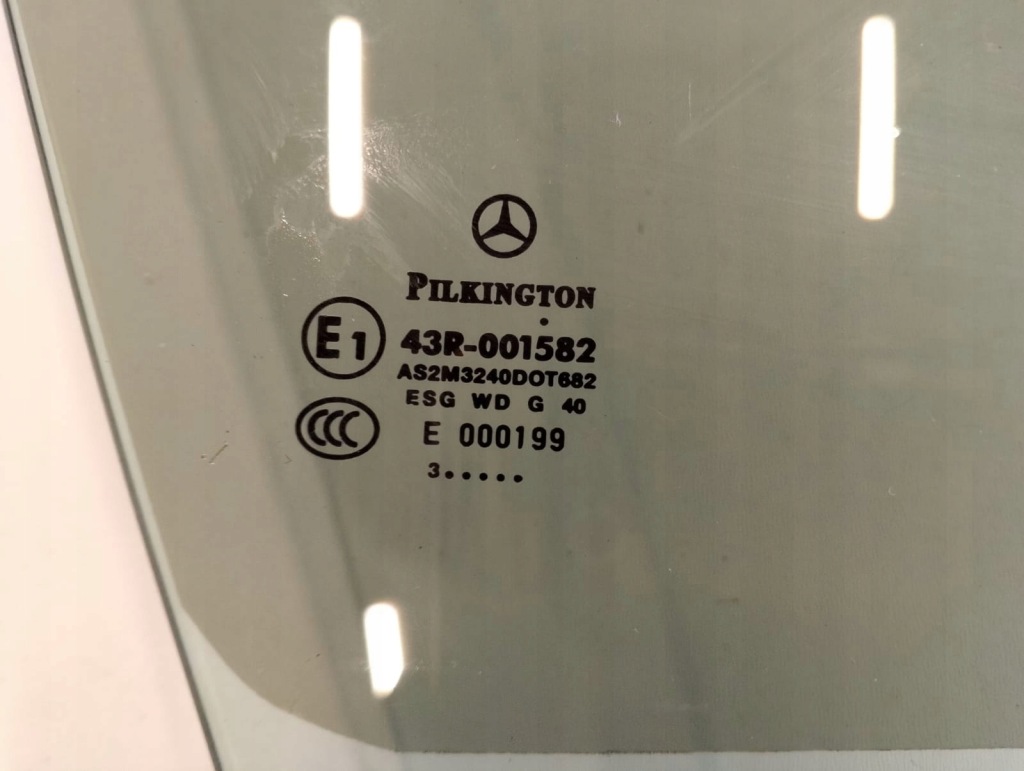 PILKINGTON
E1 43R-001582
AS2M3240DOT682
ESG WD G 40
CCC E 000199
3.....